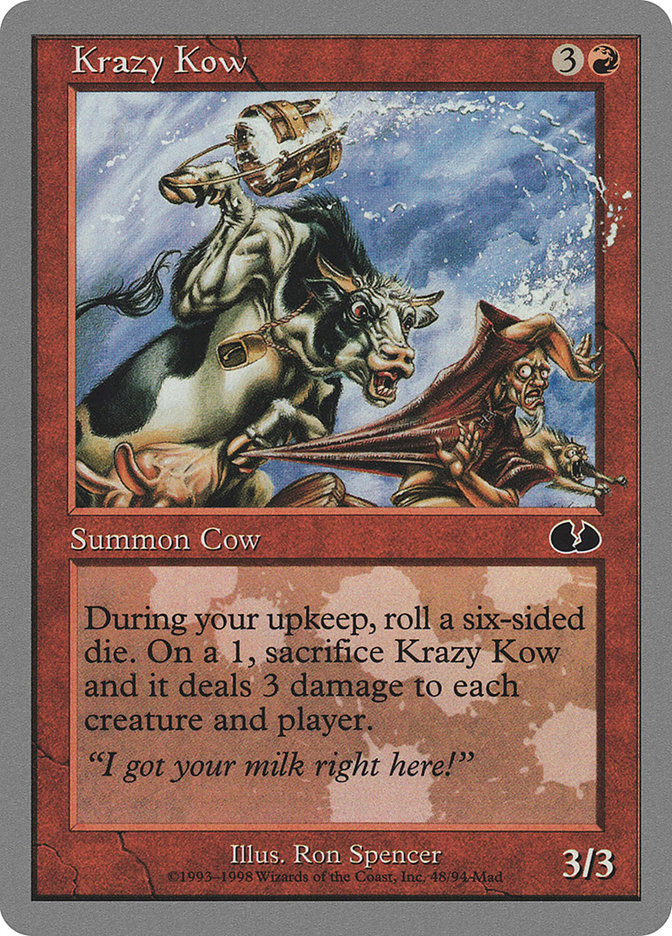 Krazy Kow 3
Summon Cow
During your upkeep, roll a six-sided
die. On a 1, sacrifice Krazy Kow
and it deals 3 damage to each
creature and player.
“I got your milk right here!”
Illus. Ron Spencer
©1993–1998 Wizards of the Coast, Inc. 48/94 Mad
3/3